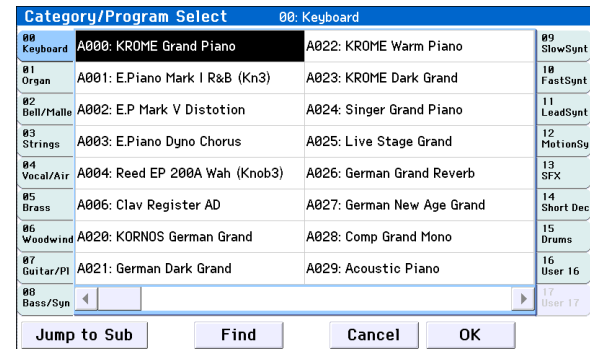 Category/Program Select 00: Keyboard
00
Keyboard
01
Organ
02
Bell/Malle
03
Strings
04
Vocal/Air
05
Brass
06
Woodwind
07
Guitar/Pl
08
Bass/Syn
A000: KROME Grand Piano
A001: E.Piano Mark I R&B (Kn3)
A002: E.P Mark V Distotion
A003: E.Piano Dyno Chorus
A004: Reed EP 200A Wah (Knob3)
A006: Clav Register AD
A020: KORNOS German Grand
A021: German Dark Grand
A022: KROME Warm Piano
A023: KROME Dark Grand
A024: Singer Grand Piano
A025: Live Stage Grand
A026: German Grand Reverb
A027: German New Age Grand
A028: Comp Grand Mono
A029: Acoustic Piano
09
SlowSynt
10
FastSynt
11
LeadSynt
12
MotionSy
13
SFX
14
Short Dec
15
Drums
16
User 16
17
User 17
Jump to Sub
Find
Cancel
OK